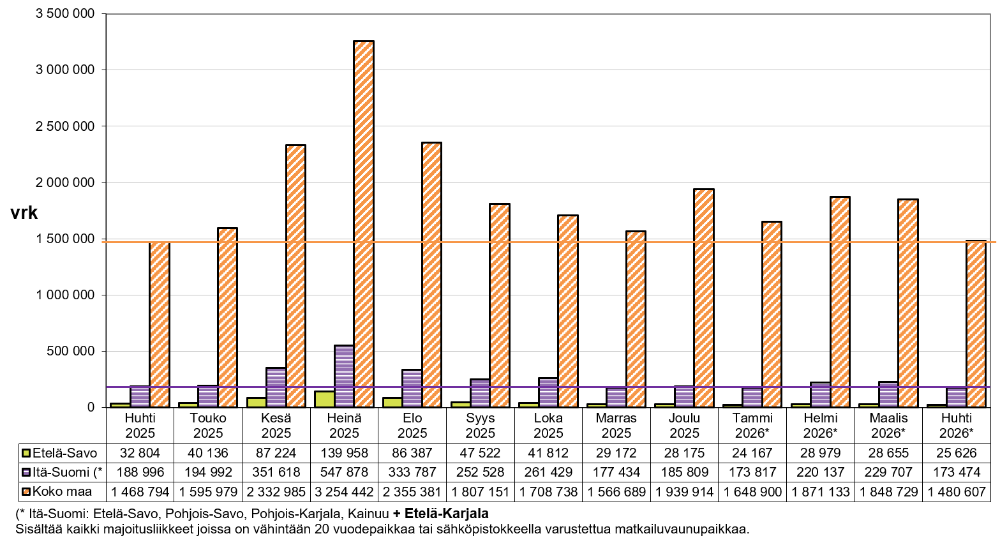 3 500 000
3 000 000
2 500 000
2 000 000
vrk
1 500 000
1 000 000
500 000
0
Huhti 2025 Touko 2025 Kesä 2025 Heinä 2025 Elo 2025 Syys 2025 Loka 2025 Marras 2025 Joulu 2025 Tammi 2026* Helmi 2026* Maalis 2026* Huhti 2026*
Etelä-Savo 32 804 40 136 87 224 139 958 86 387 47 522 41 812 29 172 28 175 24 167 28 979 28 655 25 626
Itä-Suomi (* 188 996 194 992 351 618 547 878 333 787 252 528 261 429 177 434 185 809 173 817 220 137 229 707 173 474
Koko maa 1 468 794 1 595 979 2 332 985 3 254 442 2 355 381 1 807 151 1 708 738 1 566 689 1 939 914 1 648 900 1 871 133 1 848 729 1 480 607
(* Itä-Suomi: Etelä-Savo, Pohjois-Savo, Pohjois-Karjala, Kainuu + Etelä-Karjala
Sisältää kaikki majoitusliikkeet joissa on vähintään 20 vuodepaikkaa tai sähköpistokkeella varustettua matkailuvaunupaikkaa.